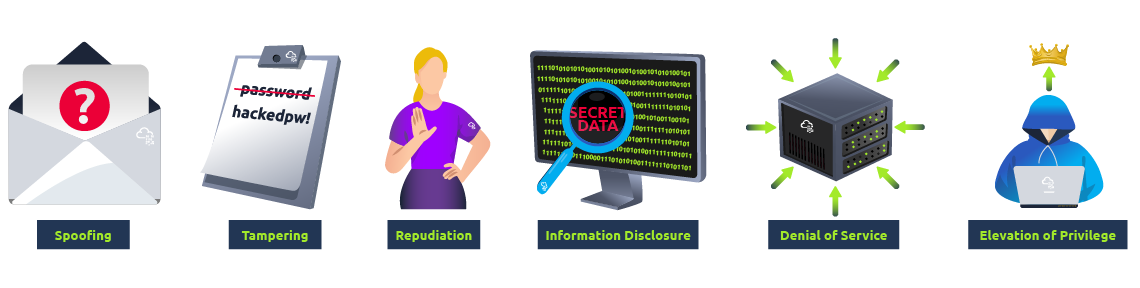 ?
password
hackedpw!
SECRET
DATA
Spoofing
Tampering
Repudiation
Information Disclosure
Denial of Service
Elevation of Privilege